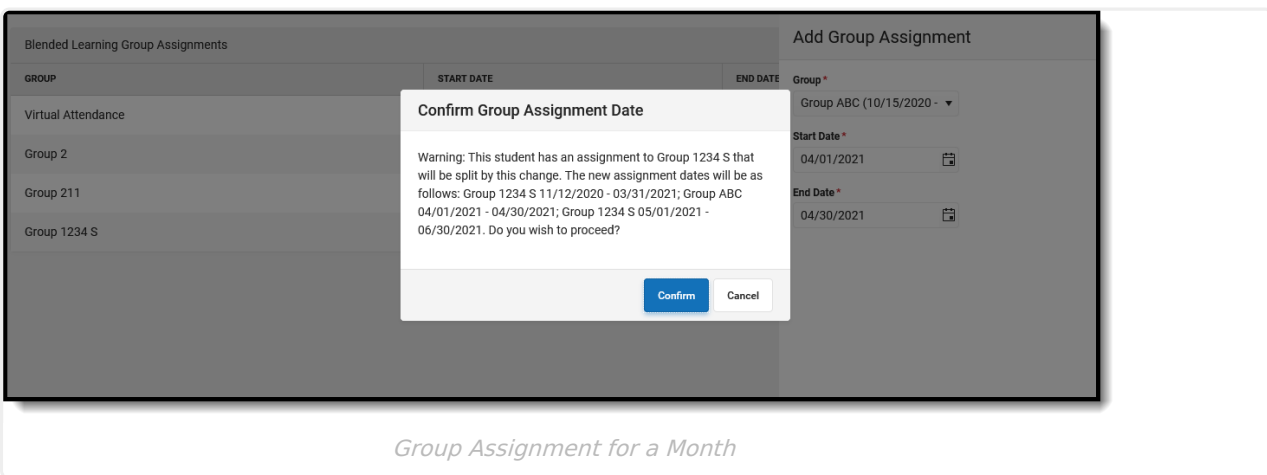 Blended Learning Group Assignments
GROUP START DATE END DATE
Virtual Attendance
Group 2
Group 211
Group 1234 S
Confirm Group Assignment Date
Warning: This student has an assignment to Group 1234 S that
will be split by this change. The new assignment dates will be as
follows: Group 1234 S 11/12/2020 - 03/31/2021; Group ABC
04/01/2021 - 04/30/2021; Group 1234 S 05/01/2021 -
06/30/2021. Do you wish to proceed?
Confirm Cancel
Add Group Assignment
Group *
Group ABC (10/15/2020 -
Start Date *
04/01/2021
End Date *
04/30/2021
Group Assignment for a Month